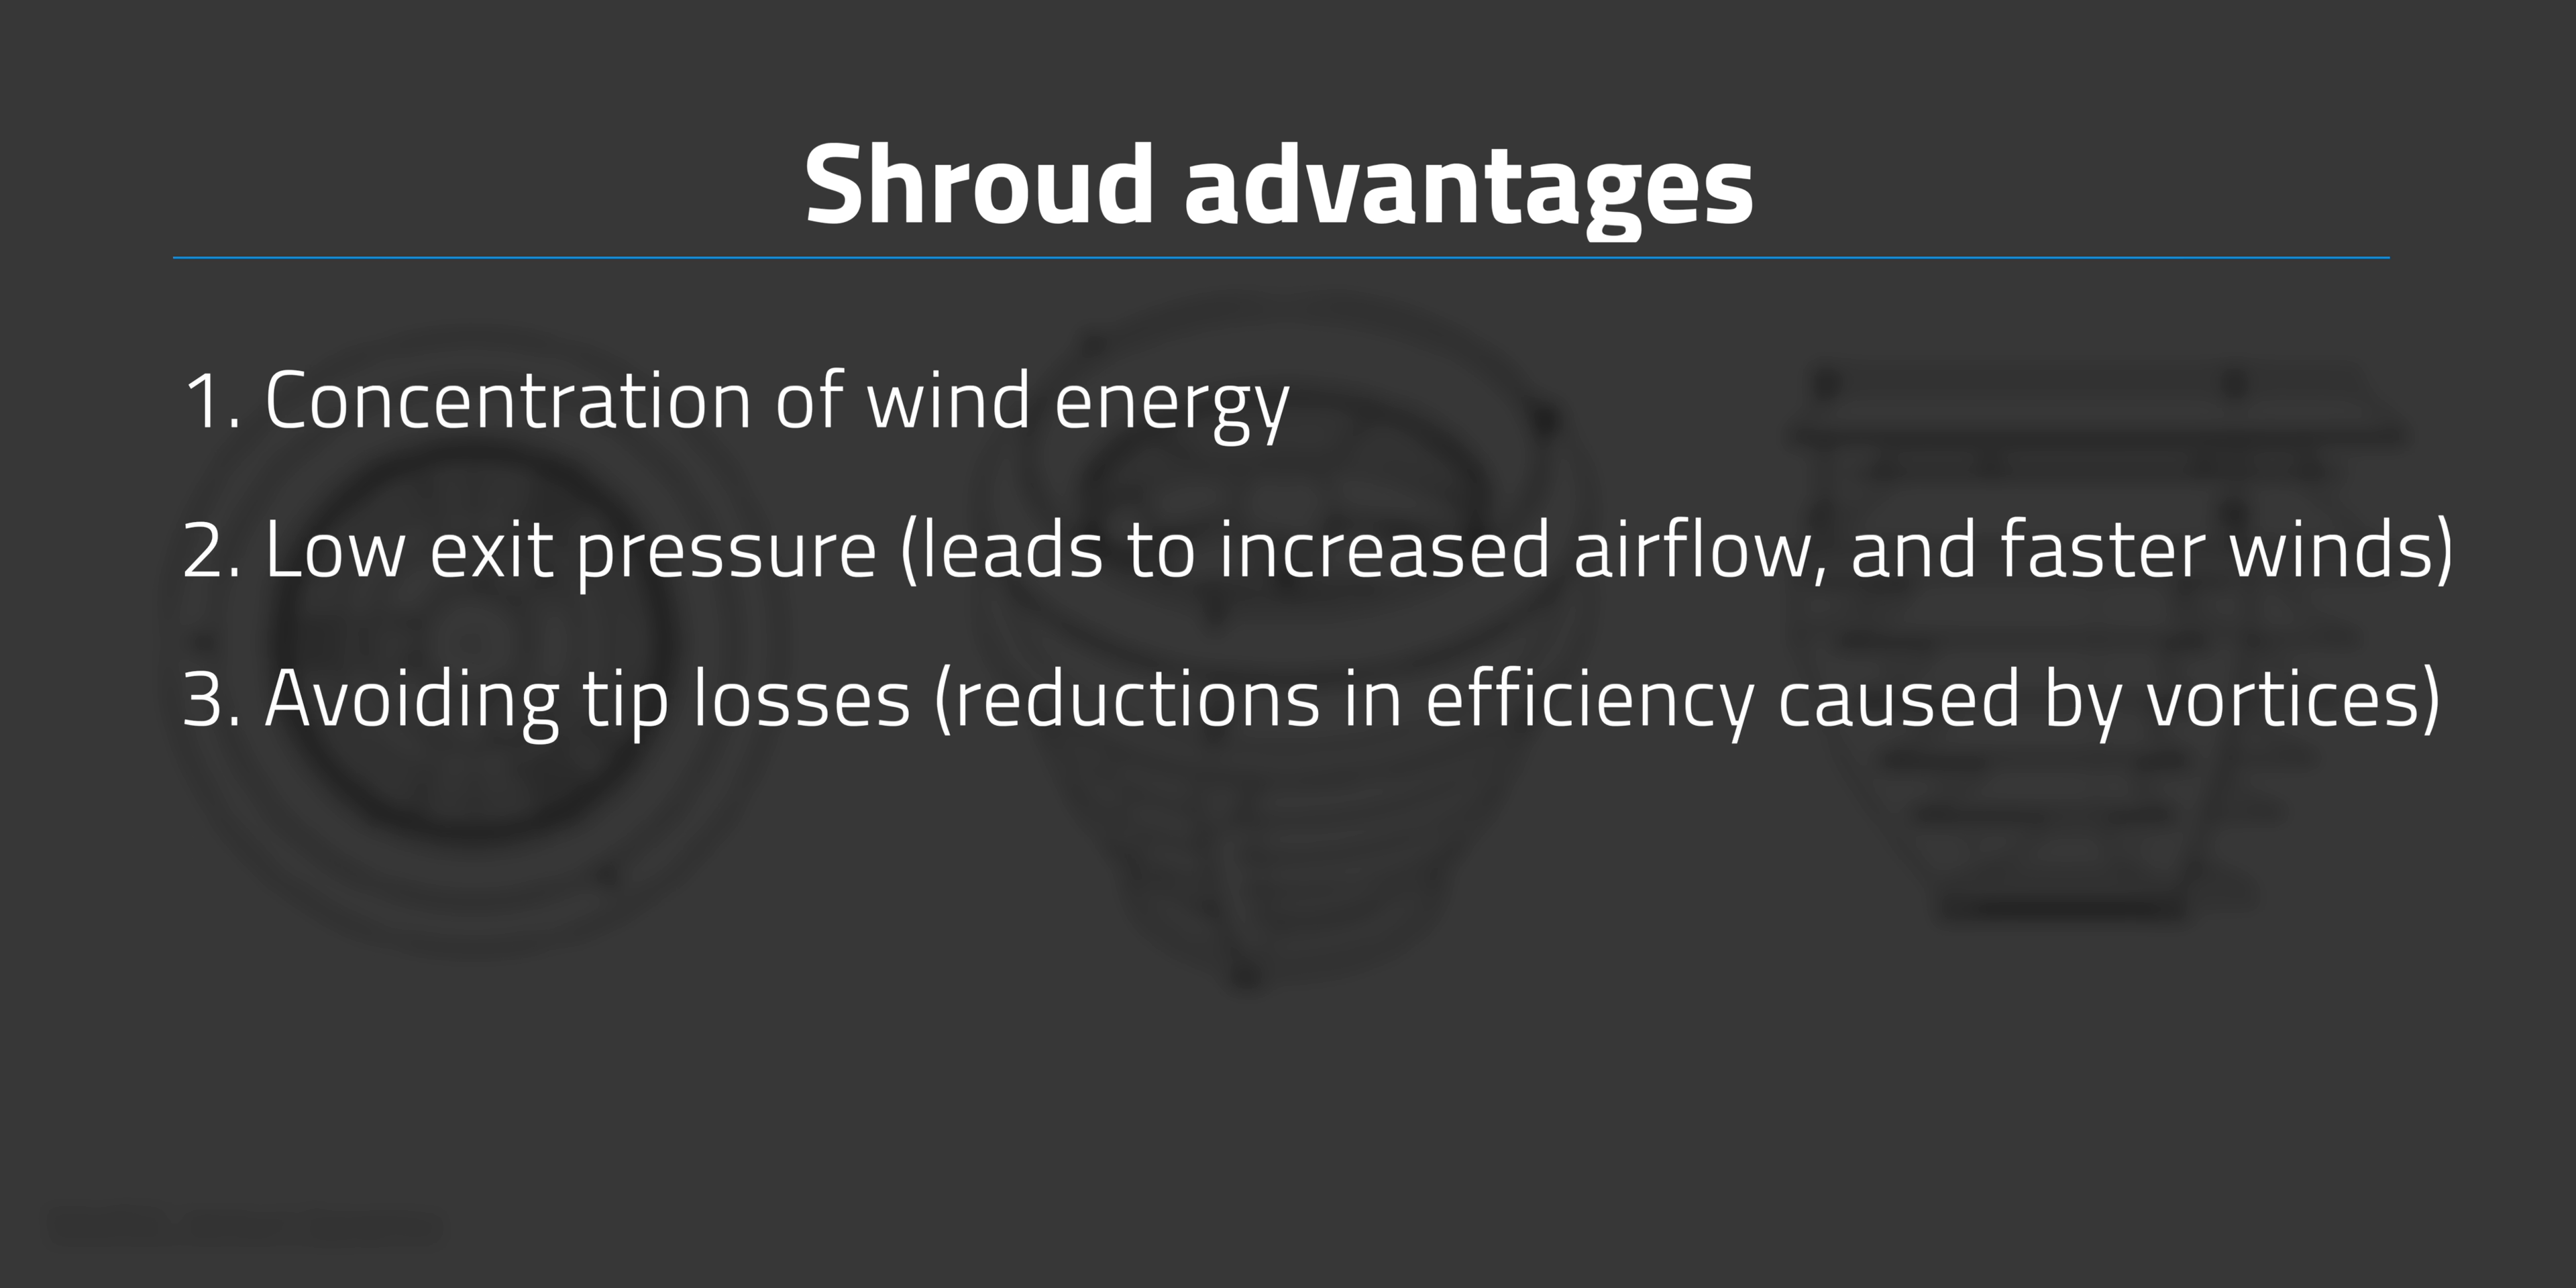 Shroud advantages
1. Concentration of wind energy
2. Low exit pressure (leads to increased airflow, and faster winds)
3. Avoiding tip losses (reductions in efficiency caused by vortices)